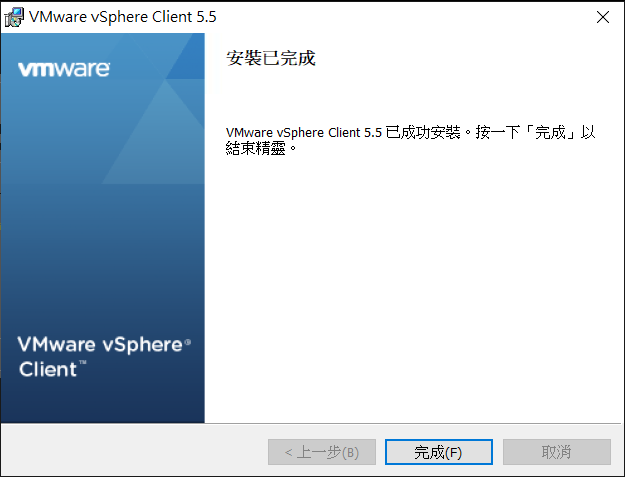 VMware vSphere Client 5.5
vmware
安裝已完成
VMware vSphere Client 5.5 已成功安裝。按一下「完成」以
結束精靈。
VMware vSphere®
Client™
< 上一步(B)
完成(F)
取消